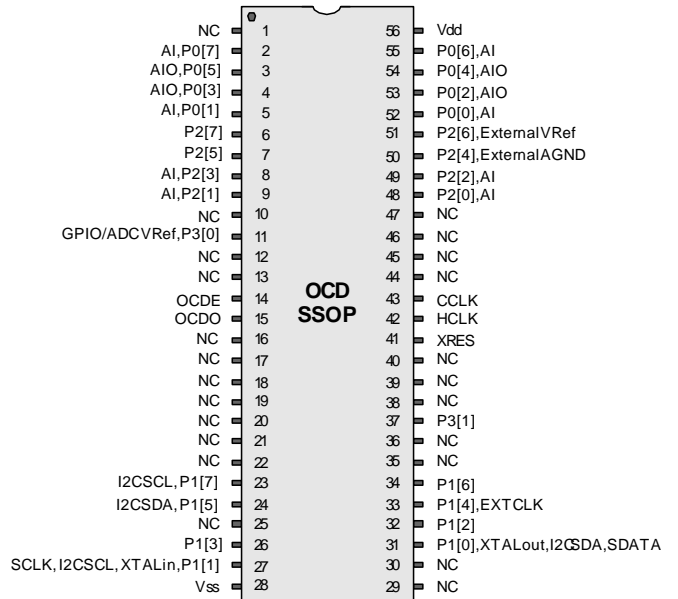 NC 1 56 Vdd
AI,P0[7] 2 55 P0[6],AI
AIO,P0[5] 3 54 P0[4],AIO
AIO,P0[3] 4 53 P0[2],AIO
AI,P0[1] 5 52 P0[0],AI
P2[7] 6 51 P2[6],ExternalVRef
P2[5] 7 50 P2[4],ExternalAGND
AI,P2[3] 8 49 P2[2],AI
AI,P2[1] 9 48 P2[0],AI
NC 10 47 NC
GPIO/ADCVRef,P3[0] 11 46 NC
NC 12 45 NC
NC 13 44 NC
OCD
SSOP
OCDE 14 43 CCLK
OCDO 15 42 HCLK
NC 16 41 XRES
NC 17 40 NC
NC 18 39 NC
NC 19 38 NC
NC 20 37 P3[1]
NC 21 36 NC
NC 22 35 NC
I2CSCL,P1[7] 23 34 P1[6]
I2CSDA,P1[5] 24 33 P1[4],EXTCLK
NC 25 32 P1[2]
P1[3] 26 31 P1[0],XTALout,I2CSDA,SDATA
SCLK,I2CSCL,XTALin,P1[1] 27 30 NC
Vss 28 29 NC